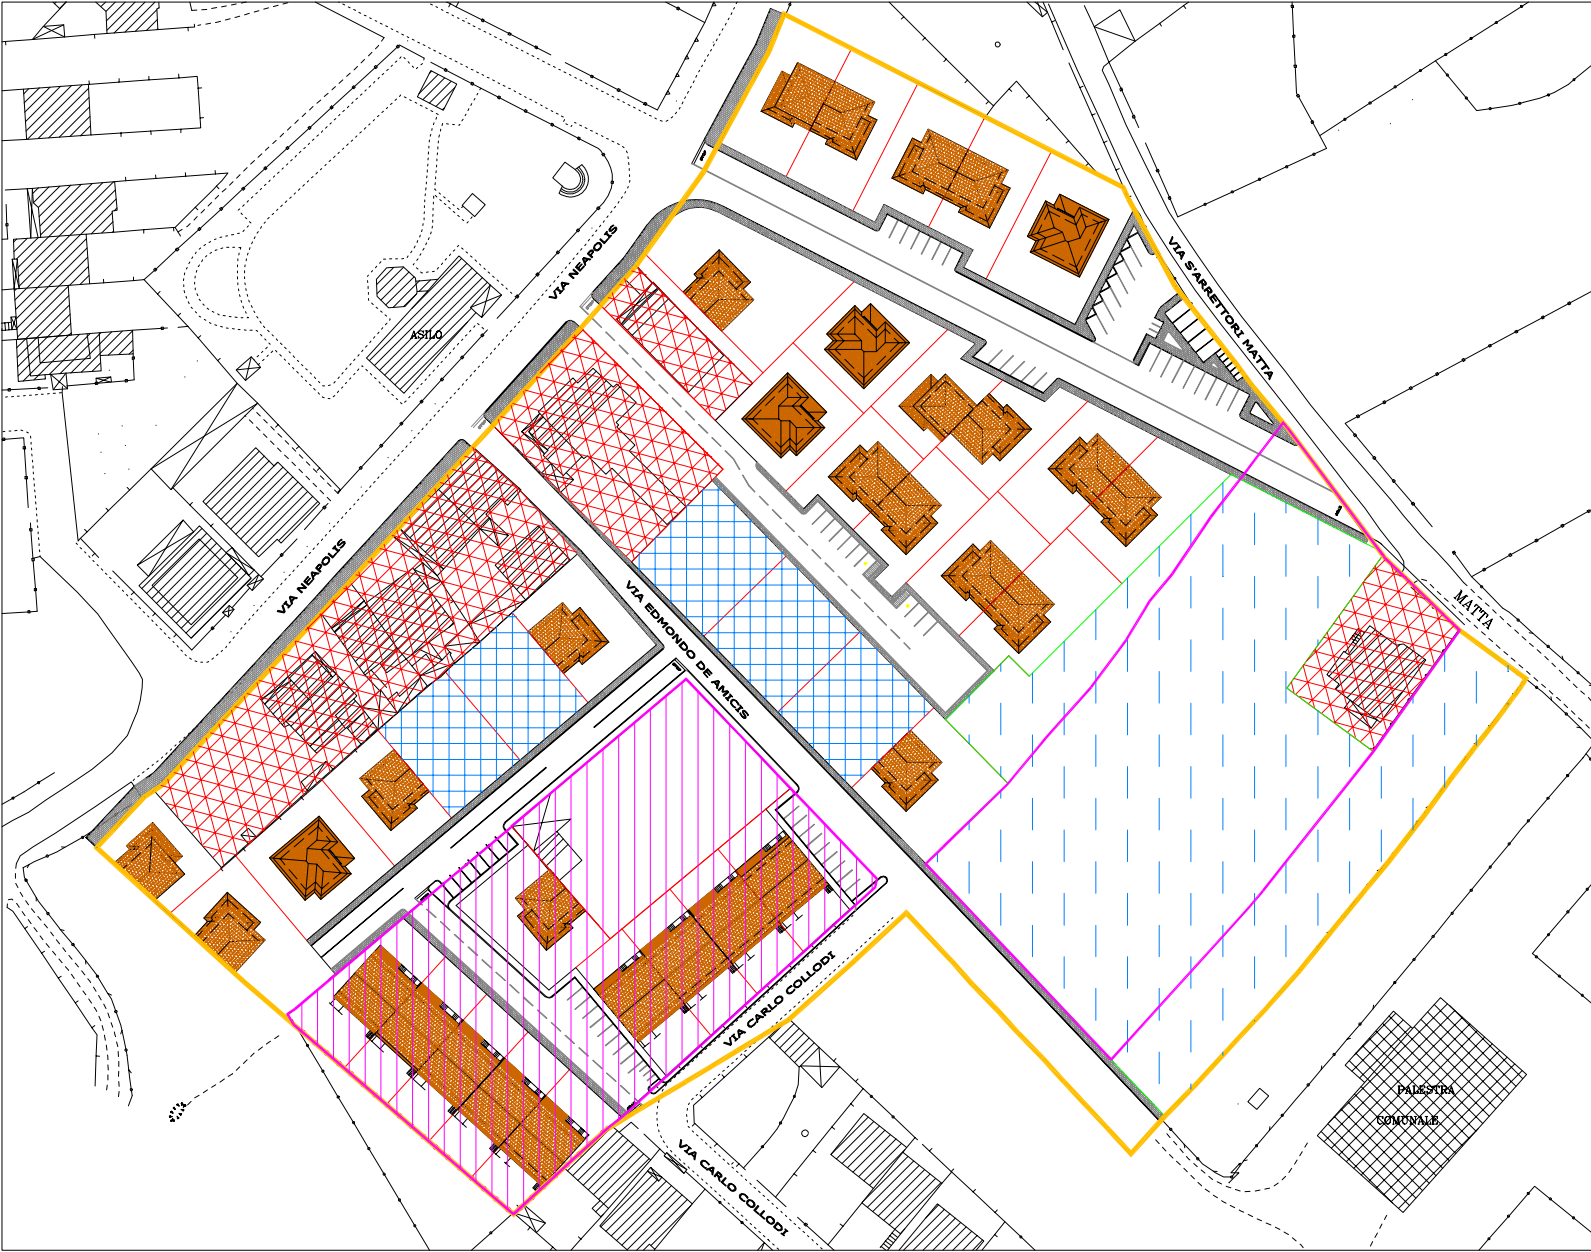 VIA NEAPOLIS
VIA S'ARRETTORI MATTA
ASILO
VIA NEAPOLIS
VIA EDMONDO DE AMICIS
MATTA
VIA CARLO COLLODI
PALESTRA
COMUNALE
VIA CARLO COLLODI